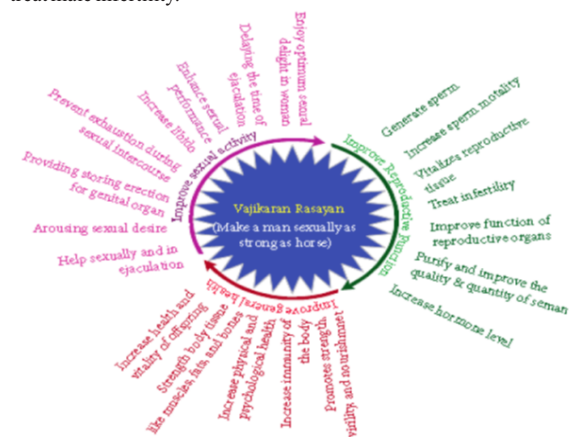 treat male infertility.
Enjoy optimum sexual
delight in woman
Delaying the time of
ejaculation
Enhance sexual
performance
Increase libido
Prevent exhaustion during
sexual intercourse
Providing storing erection
for genital organ
Arousing sexual desire
Help sexually and in
ejaculation
Improve sexual activity
Generate sperm
Increase sperm motality
Vitalizes reproductive
tissue
Treat infertility
Improve function of
reproductive organs
Purify and improve the
quality & quantity of seman
Increase hormone level
Improve Reproductive Function
Vajikaran Rasayan
(Make a man sexually as
strong as horse)
Improve general health
Increase health and
vitality of offspring
Strength body tissue
like muscles, fats, and bones
Increase physical and
psychological health
Increase immunity of
the body
Promotes strength,
virility and nourishment